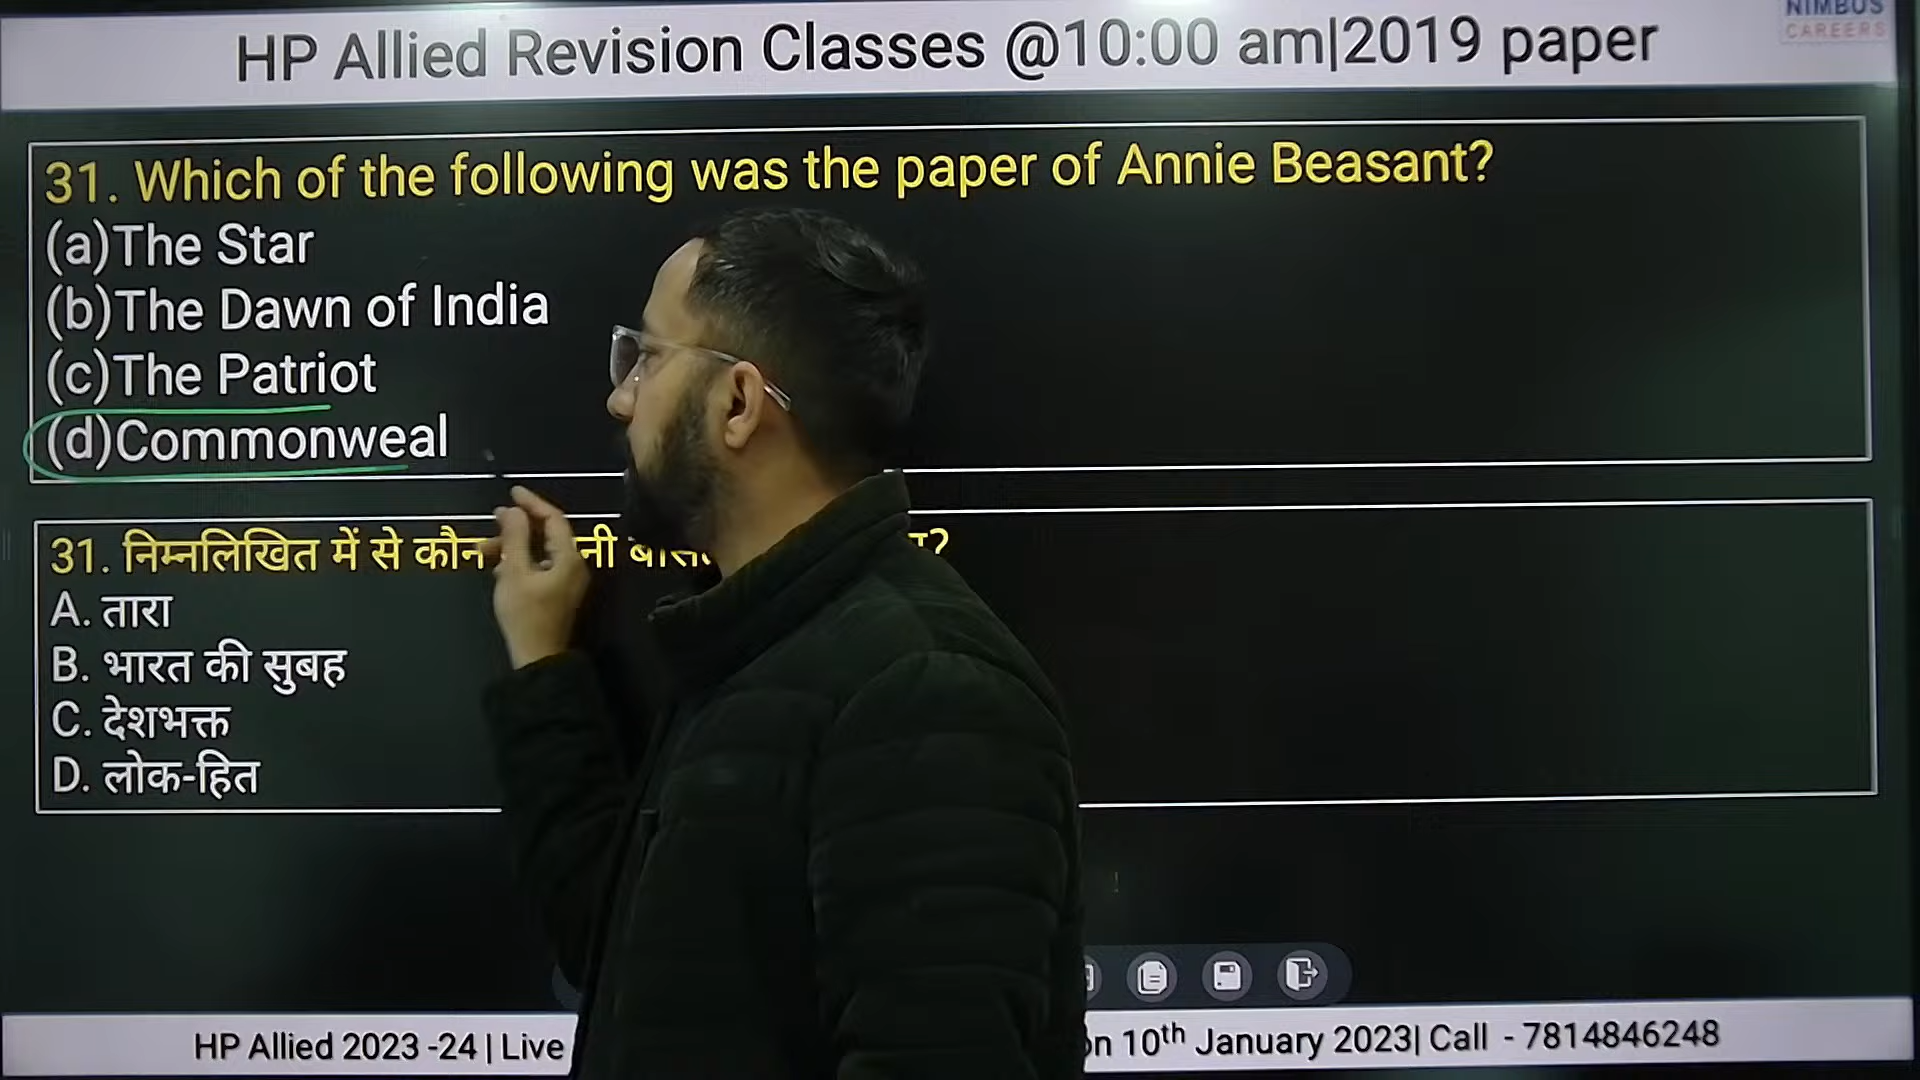 NIMBUS
CAREERS
HP Allied Revision Classes @10:00 am|2019 paper
31. Which of the following was the paper of Annie Beasant?
(a)The Star
(b)The Dawn of India
(c)The Patriot
(d)Commonweal
31. निम्नलिखित में से कौन
A. तारा
B. भारत की सुबह
C. देशभक्त
D. लोक-हित
HP Allied 2023 -24 | Live
on 10th January 2023| Call - 7814846248